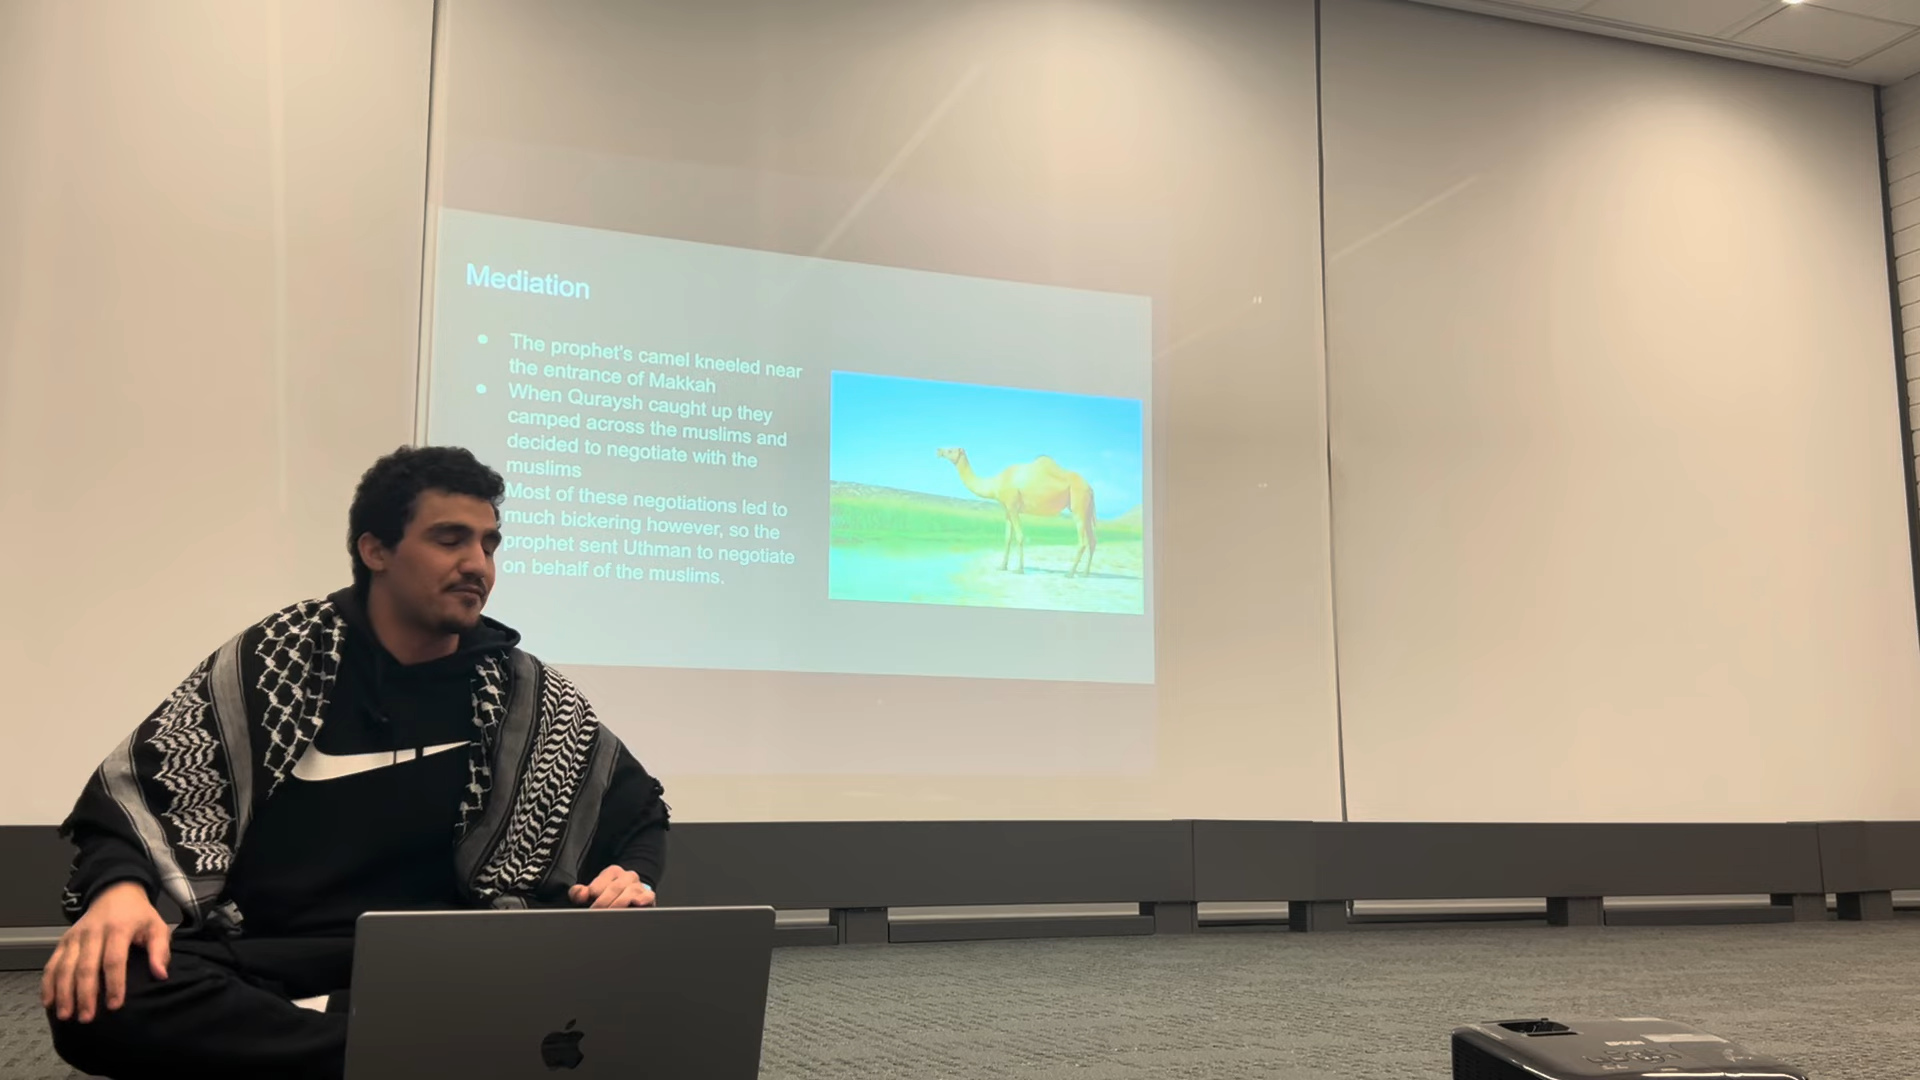 Mediation
● The prophet's camel kneeled near
the entrance of Makkah
● When Quraysh caught up they
camped across the muslims and
decided to negotiate with the
muslims
Most of these negotiations led to
much bickering however, so the
prophet sent Uthman to negotiate
on behalf of the muslims.
EPSON